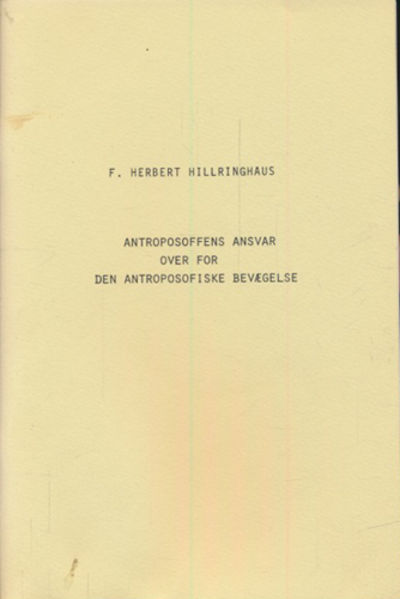 F. HERBERT HILLRINGHAUS
ANTROPOSOFFENS ANSVAR
OVER FOR
DEN ANTROPOSOFISKE BEVÆGELSE